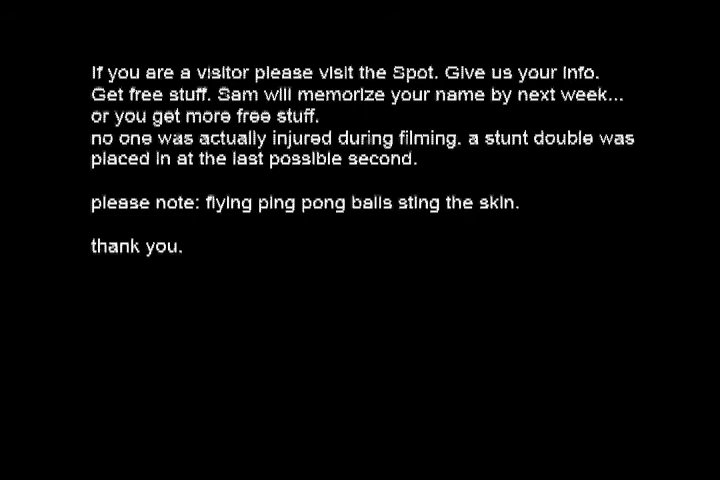 If you are a visitor please visit the Spot. Give us your info.
Get free stuff. Sam will memorize your name by next week...
or you get more free stuff.
no one was actually injured during filming. a stunt double was
placed in at the last possible second.
please note: flying ping pong balls sting the skin.
thank you.